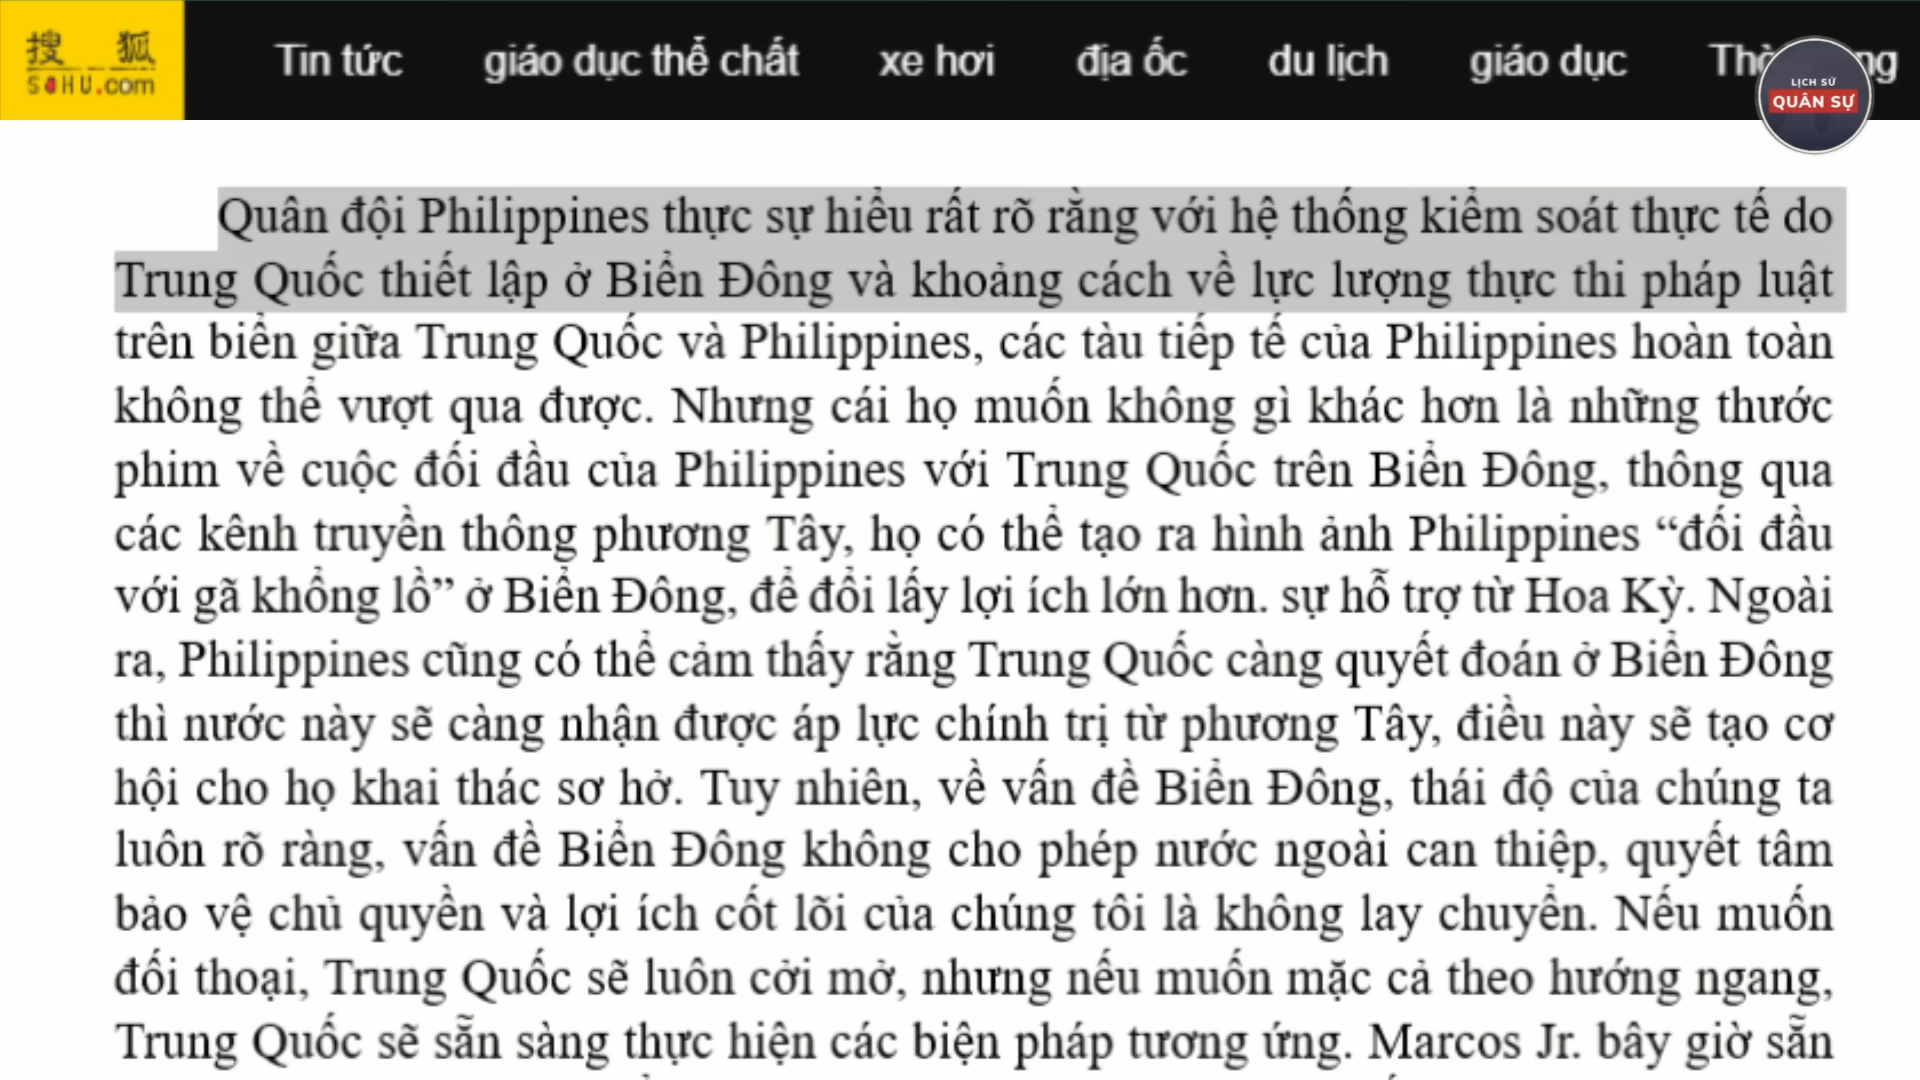 搜狐
SOHU.com
Tin tức giáo dục thể chất xe hơi địa ốc du lịch giáo dục
LỊCH SỬ
QUÂN SỰ
Quân đội Philippines thực sự hiểu rất rõ rằng với hệ thống kiểm soát thực tế do
Trung Quốc thiết lập ở Biển Đông và khoảng cách về lực lượng thực thi pháp luật
trên biển giữa Trung Quốc và Philippines, các tàu tiếp tế của Philippines hoàn toàn
không thể vượt qua được. Nhưng cái họ muốn không gì khác hơn là những thước
phim về cuộc đối đầu của Philippines với Trung Quốc trên Biển Đông, thông qua
các kênh truyền thông phương Tây, họ có thể tạo ra hình ảnh Philippines “đối đầu
với gã khổng lồ” ở Biển Đông, để đổi lấy lợi ích lớn hơn. sự hỗ trợ từ Hoa Kỳ. Ngoài
ra, Philippines cũng có thể cảm thấy rằng Trung Quốc càng quyết đoán ở Biển Đông
thì nước này sẽ càng nhận được áp lực chính trị từ phương Tây, điều này sẽ tạo cơ
hội cho họ khai thác sơ hở. Tuy nhiên, về vấn đề Biển Đông, thái độ của chúng ta
luôn rõ ràng, vấn đề Biển Đông không cho phép nước ngoài can thiệp, quyết tâm
bảo vệ chủ quyền và lợi ích cốt lõi của chúng tôi là không lay chuyển. Nếu muốn
đối thoại, Trung Quốc sẽ luôn cởi mở, nhưng nếu muốn mặc cả theo hướng ngang,
Trung Quốc sẽ sẵn sàng thực hiện các biện pháp tương ứng. Marcos Jr. bây giờ sẵn